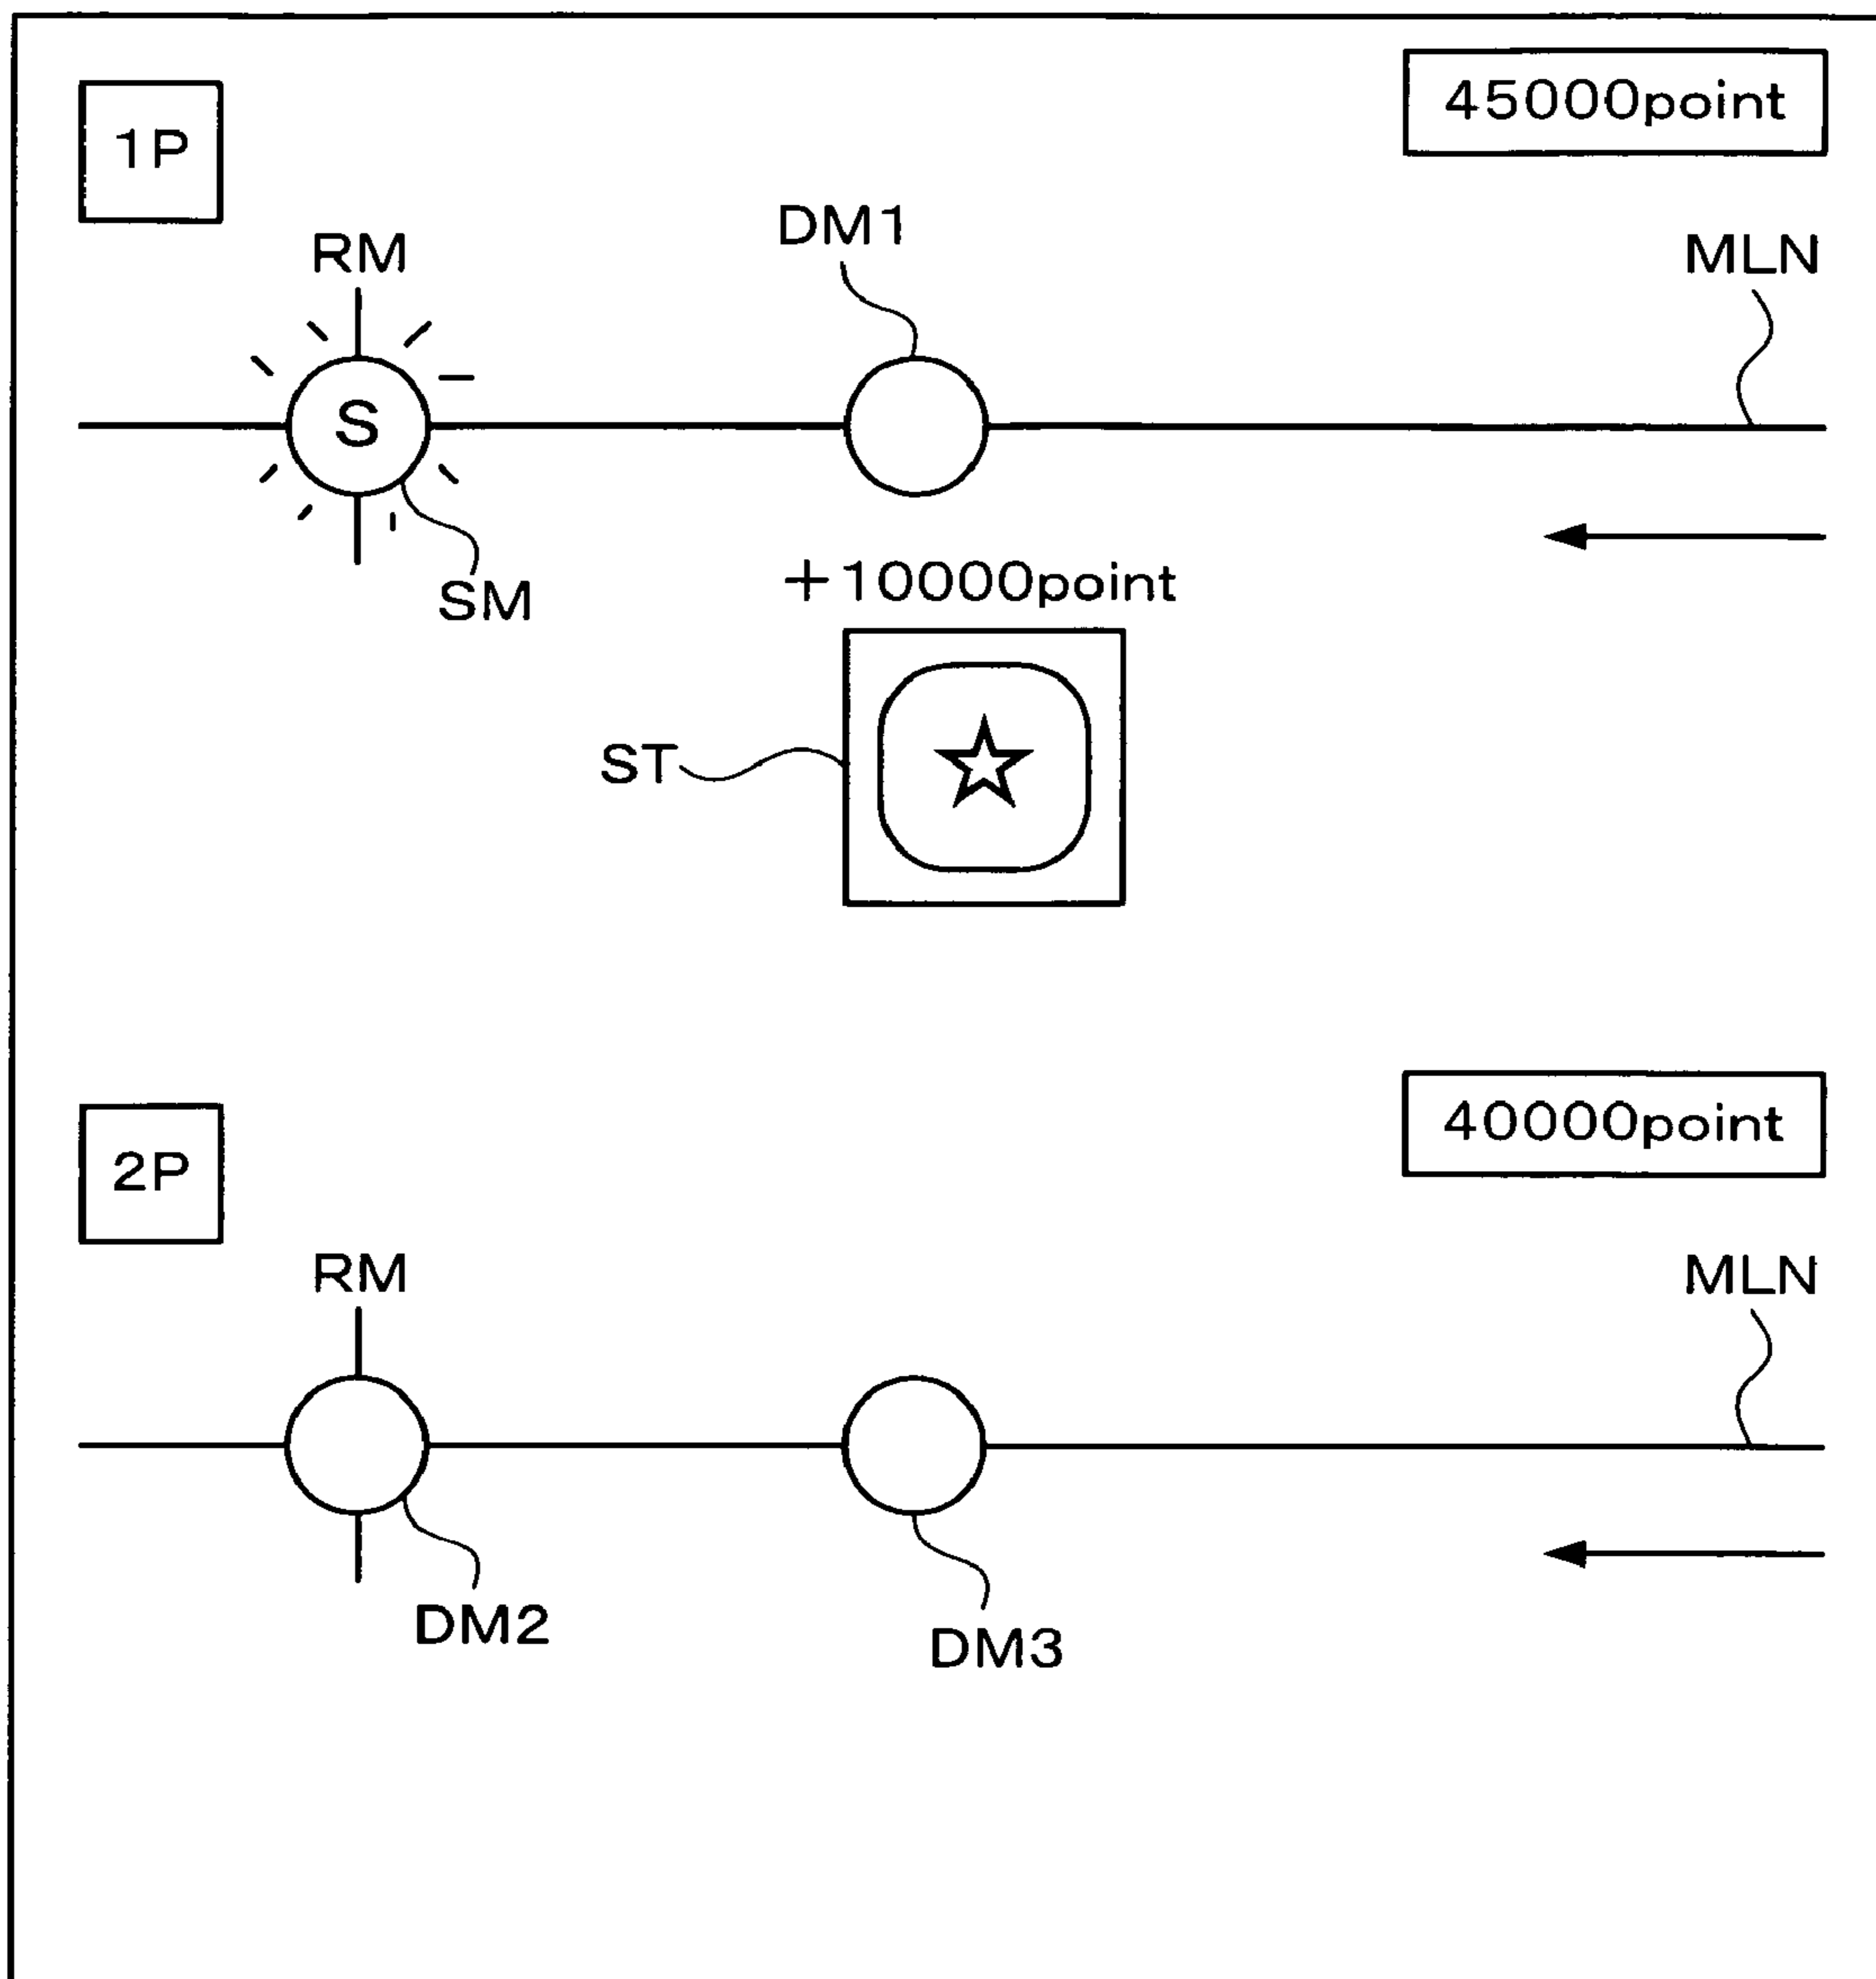 45000point
1P
DM1
RM
MLN
S
SM
+10000point
ST
40000point
2P
RM
MLN
DM2
DM3